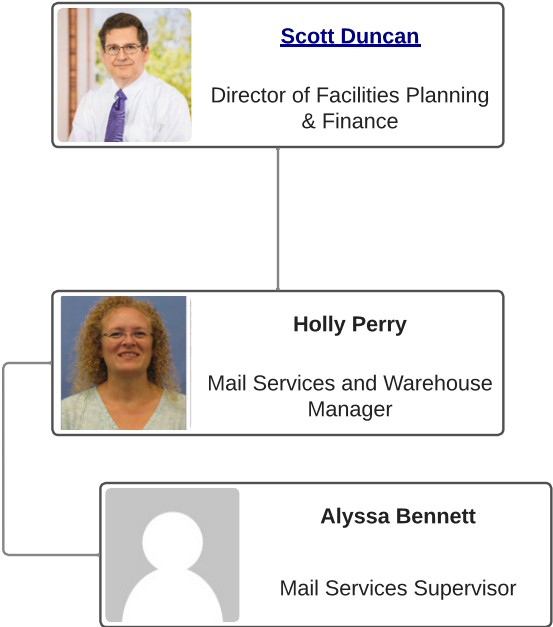 Scott Duncan
Director of Facilities Planning
& Finance
Holly Perry
Mail Services and Warehouse
Manager
Alyssa Bennett
Mail Services Supervisor